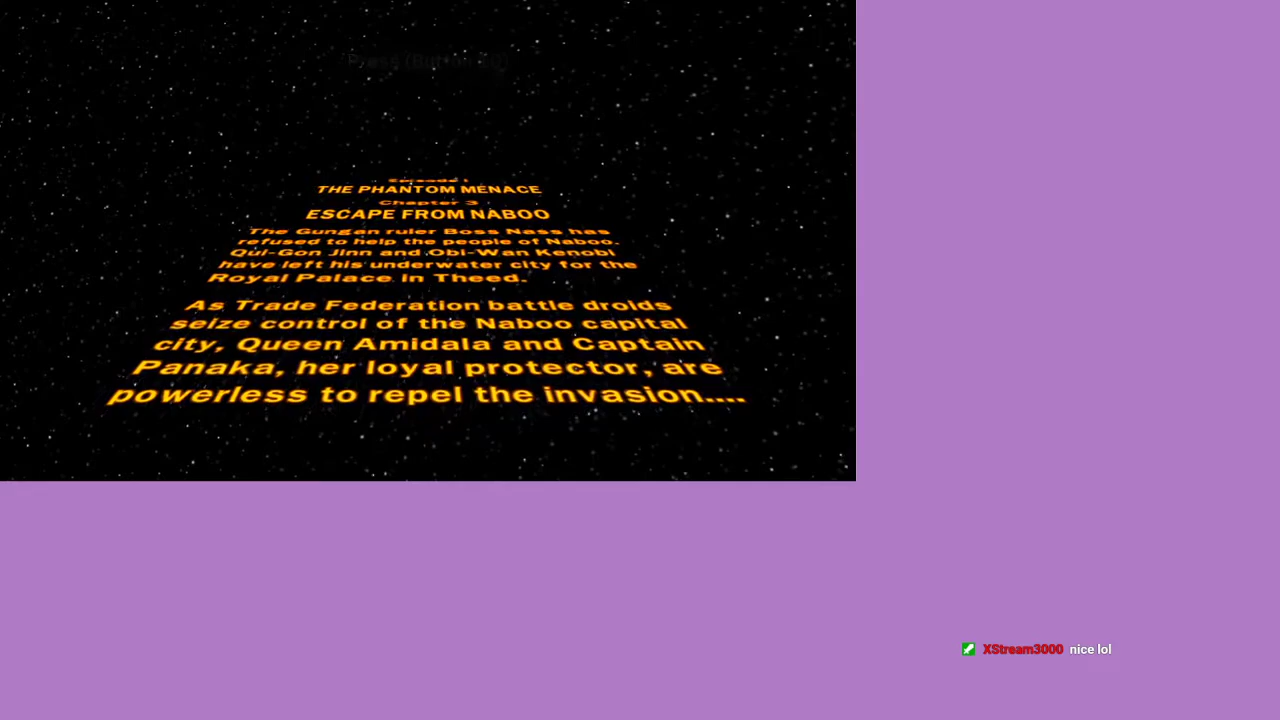 Episode I
THE PHANTOM MENACE
Chapter 3
ESCAPE FROM NABOO
The Gungan ruler Boss Nass has
refused to help the people of Naboo.
Qui-Gon Jinn and Obi-Wan Kenobi
have left his underwater city for the
Royal Palace in Theed.
As Trade Federation battle droids
seize control of the Naboo capital
city, Queen Amidala and Captain
Panaka, her loyal protector, are
powerless to repel the invasion....
XStream3000 nice lol